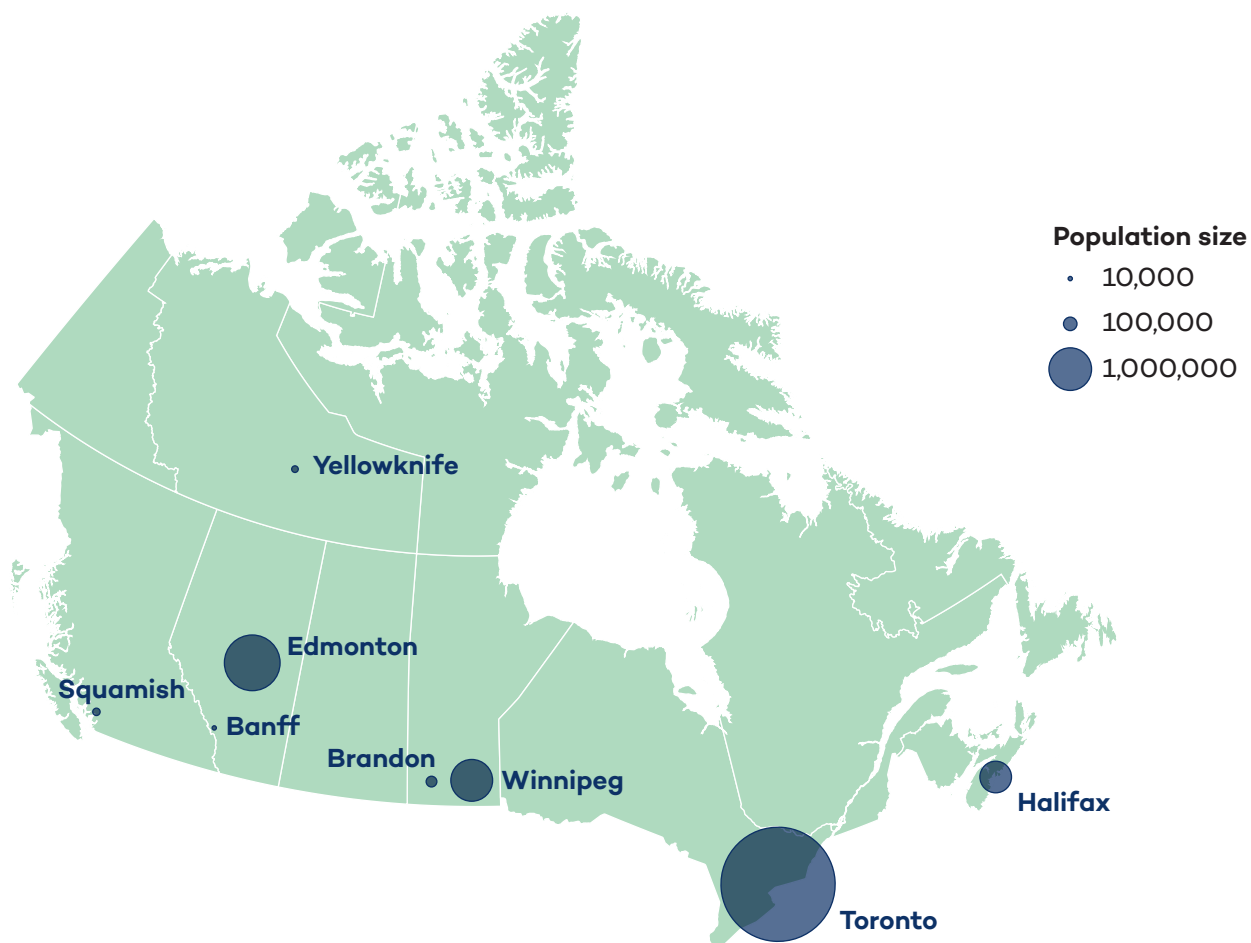 Population size
10,000
100,000
1,000,000
Yellowknife
Edmonton
Squamish
Banff
Brandon
Winnipeg
Halifax
Toronto